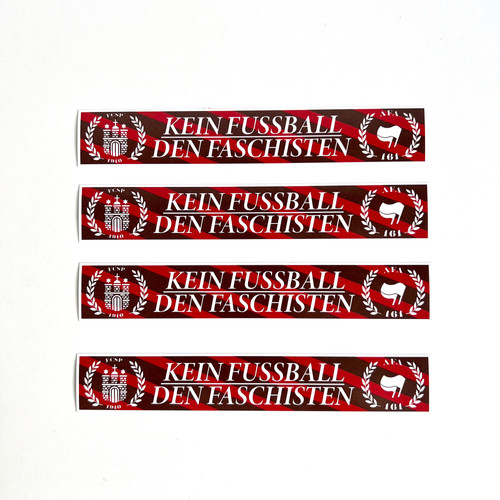 FCSP
1910
KEIN FUSSBALL
DEN FASCHISTEN
AFA
161
FCSP
1910
KEIN FUSSBALL
DEN FASCHISTEN
AFA
161
FCSP
1910
KEIN FUSSBALL
DEN FASCHISTEN
AFA
161
FCSP
1910
KEIN FUSSBALL
DEN FASCHISTEN
AFA
161